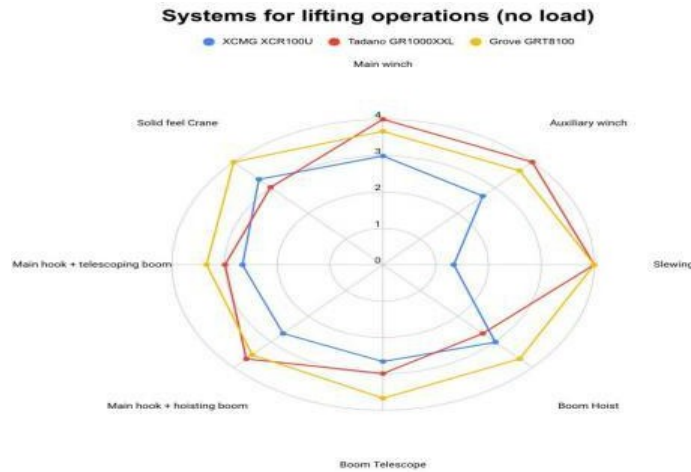 Systems for lifting operations (no load)
XCMG XCR100U Tadano GR1000XXL Grove GRT8100
Main winch
Solid feel Crane
Auxiliary winch
4
3
2
1
0
Main hook + telescoping boom
Slewing
Main hook + hoisting boom
Boom Hoist
Boom Telescope